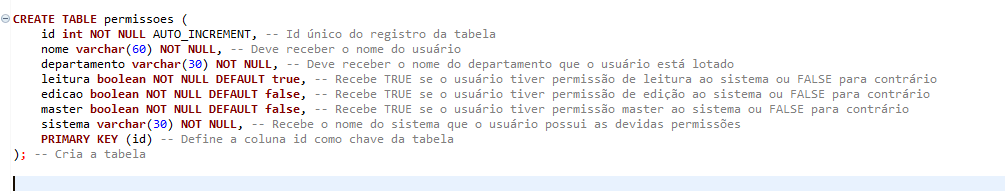 CREATE TABLE permissoes (
id int NOT NULL AUTO_INCREMENT, -- Id único do registro da tabela
nome varchar(60) NOT NULL, -- Deve receber o nome do usuário
departamento varchar(30) NOT NULL, -- Deve receber o nome do departamento que o usuário está lotado
leitura boolean NOT NULL DEFAULT true, -- Recebe TRUE se o usuário tiver permissão de leitura ao sistema ou FALSE para contrário
edicao boolean NOT NULL DEFAULT false, -- Recebe TRUE se o usuário tiver permissão de edição ao sistema ou FALSE para contrário
master boolean NOT NULL DEFAULT false, -- Recebe TRUE se o usuário tiver permissão master ao sistema ou FALSE para contrário
sistema varchar(30) NOT NULL, -- Recebe o nome do sistema que o usuário possui as devidas permissões
PRIMARY KEY (id) -- Define a coluna id como chave da tabela
); -- Cria a tabela